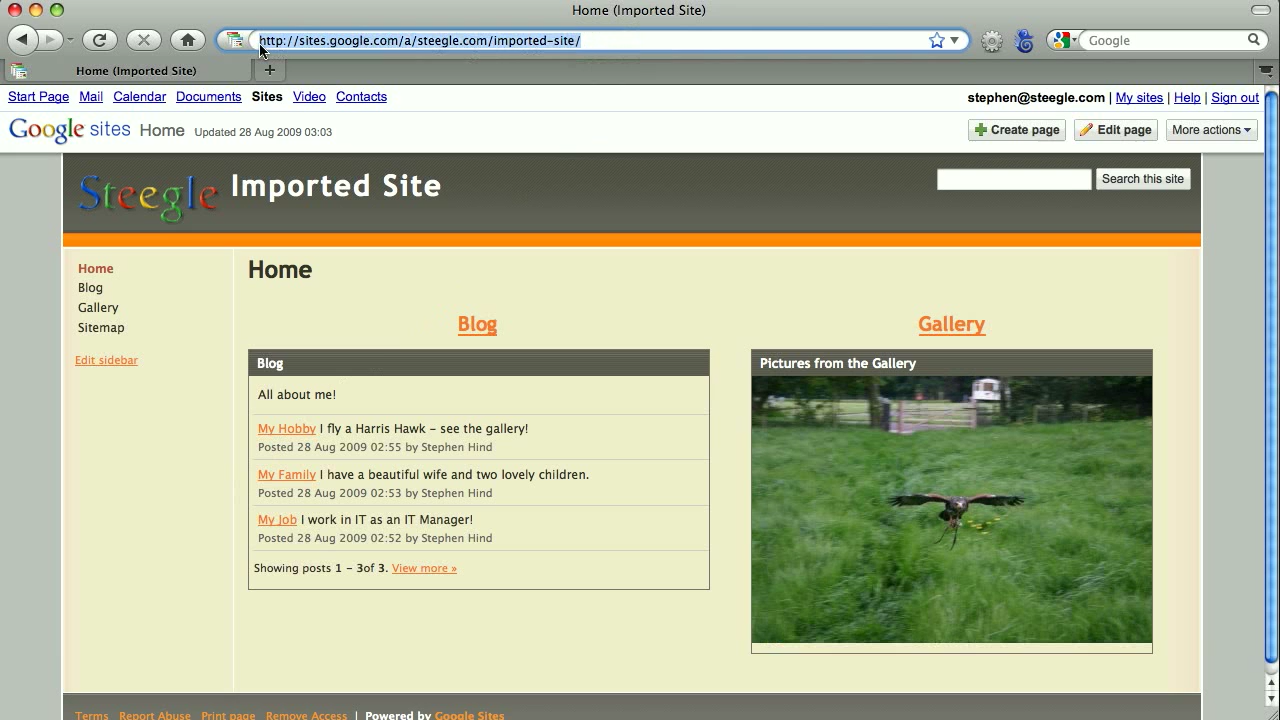 Home (Imported Site)
http://sites.google.com/a/steegle.com/imported-site/
Google
Home (Imported Site)
Start Page Mail Calendar Documents Sites Video Contacts
stephen@steegle.com | My sites | Help | Sign out
Google sites Home Updated 28 Aug 2009 03:03
Create page Edit page More actions
Steegle Imported Site
Search this site
Home
Blog
Gallery
Sitemap
Edit sidebar
Home
Blog
Blog
All about me!
My Hobby I fly a Harris Hawk – see the gallery!
Posted 28 Aug 2009 02:55 by Stephen Hind
My Family I have a beautiful wife and two lovely children.
Posted 28 Aug 2009 02:53 by Stephen Hind
My Job I work in IT as an IT Manager!
Posted 28 Aug 2009 02:52 by Stephen Hind
Showing posts 1 – 3of 3. View more »
Gallery
Pictures from the Gallery
Terms Report Abuse Print page Remove Access | Powered by Google Sites